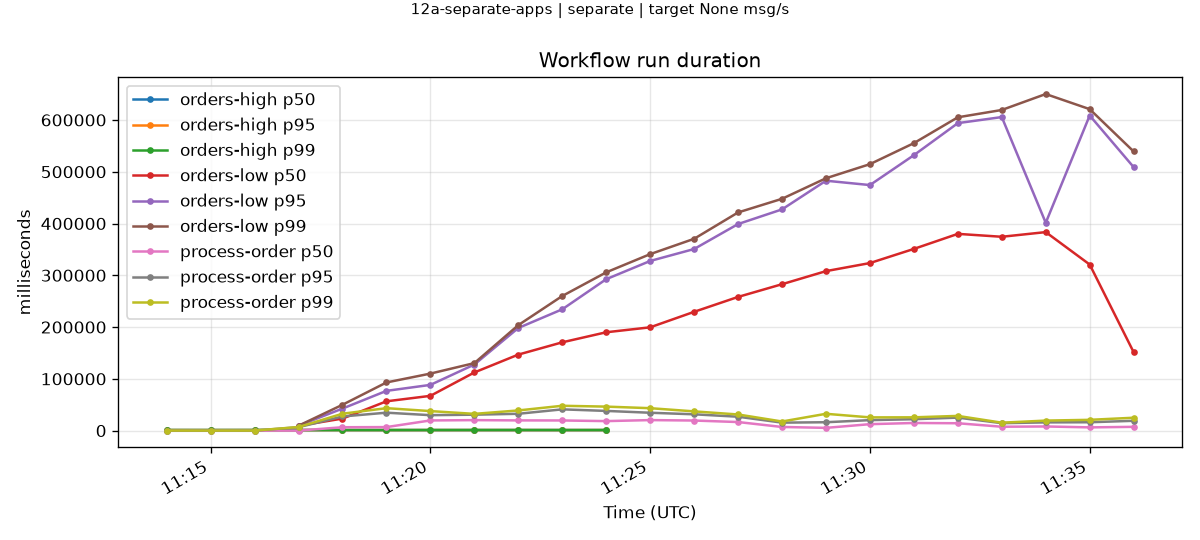 12a-separate-apps | separate | target None msg/s
Workflow run duration
orders-high p50
orders-high p95
orders-high p99
orders-low p50
orders-low p95
orders-low p99
process-order p50
process-order p95
process-order p99
600000
500000
400000
300000
200000
100000
0
milliseconds
11:15
11:20
11:25
11:30
11:35
Time (UTC)